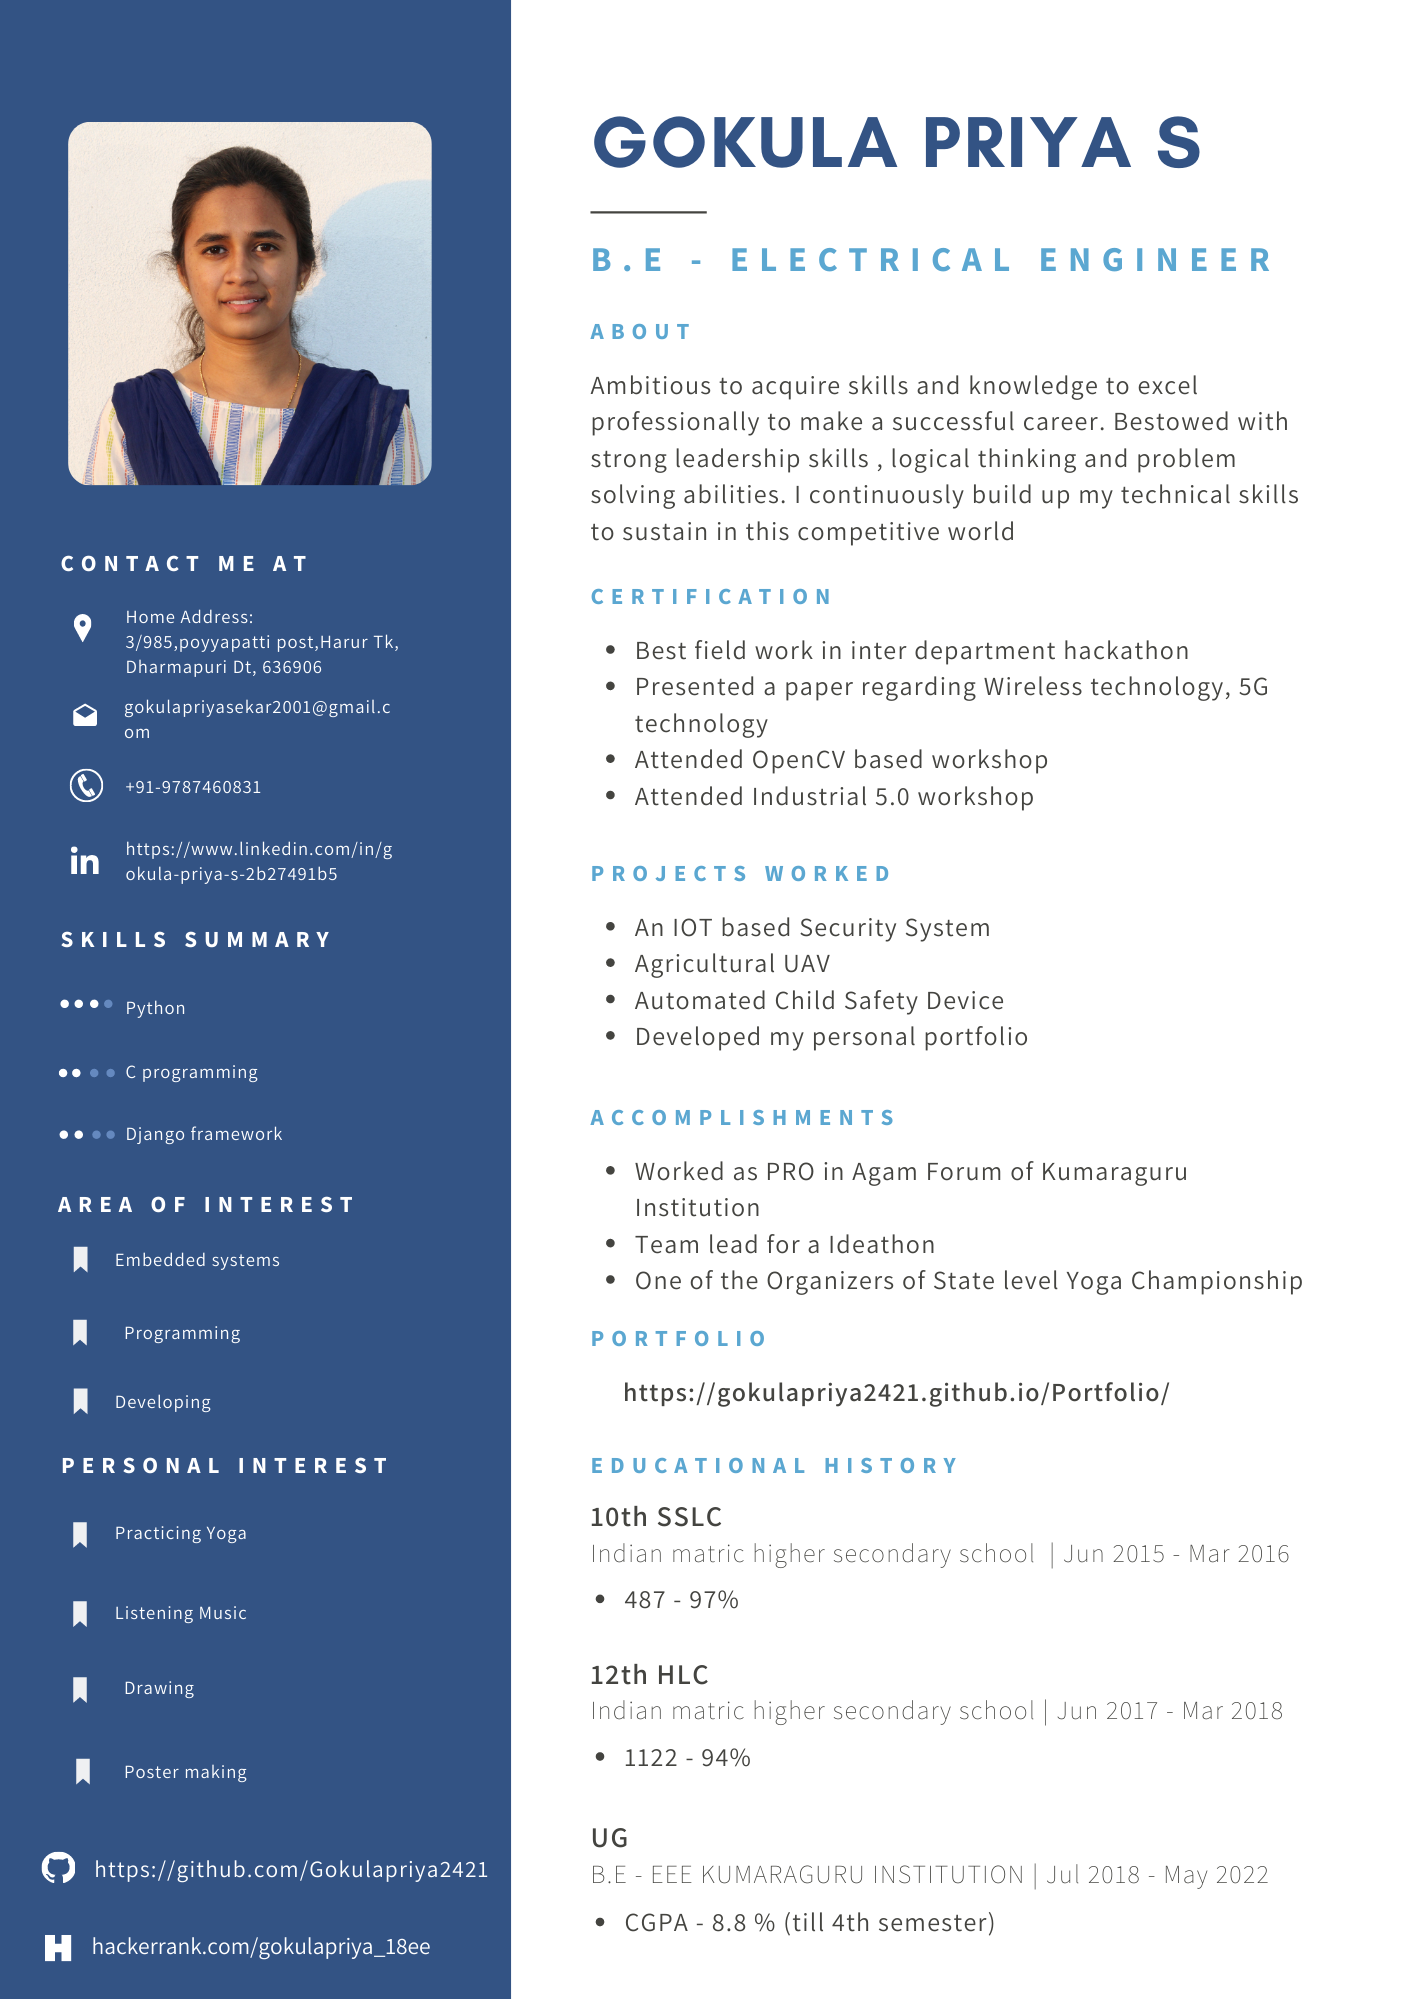 CONTACT ME AT
Home Address:
3/985,poyyapatti post,Harur Tk,
Dharmapuri Dt, 636906
gokulapriyasekar2001@gmail.c
om
+91-9787460831
in
https://www.linkedin.com/in/g
okula-priya-s-2b27491b5
SKILLS SUMMARY
Python
C programming
Django framework
AREA OF INTEREST
Embedded systems
Programming
Developing
PERSONAL INTEREST
Practicing Yoga
Listening Music
Drawing
Poster making
https://github.com/Gokulapriya2421
H hackerrank.com/gokulapriya_18ee
GOKULA PRIYA S
B.E - ELECTRICAL ENGINEER
ABOUT
Ambitious to acquire skills and knowledge to excel
professionally to make a successful career. Bestowed with
strong leadership skills , logical thinking and problem
solving abilities. I continuously build up my technical skills
to sustain in this competitive world
CERTIFICATION
• Best field work in inter department hackathon
• Presented a paper regarding Wireless technology, 5G
technology
• Attended OpenCV based workshop
• Attended Industrial 5.0 workshop
PROJECTS WORKED
• An IOT based Security System
• Agricultural UAV
• Automated Child Safety Device
• Developed my personal portfolio
ACCOMPLISHMENTS
• Worked as PRO in Agam Forum of Kumaraguru
Institution
• Team lead for a Ideathon
• One of the Organizers of State level Yoga Championship
PORTFOLIO
https://gokulapriya2421.github.io/Portfolio/
EDUCATIONAL HISTORY
10th SSLC
Indian matric higher secondary school | Jun 2015 - Mar 2016
• 487 - 97%
12th HLC
Indian matric higher secondary school | Jun 2017 - Mar 2018
• 1122 - 94%
UG
B.E - EEE KUMARAGURU INSTITUTION | Jul 2018 - May 2022
• CGPA - 8.8 % (till 4th semester)